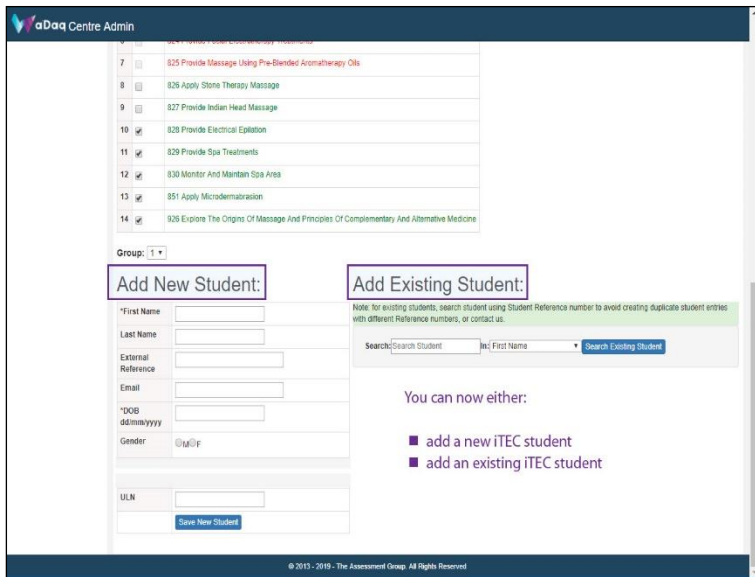 VaDaq Centre Admin
6 824 Provide Facial Electrotherapy Treatments
7 825 Provide Massage Using Pre-Blended Aromatherapy Oils
8 826 Apply Stone Therapy Massage
9 827 Provide Indian Head Massage
10 828 Provide Electrical Epilation
11 829 Provide Spa Treatments
12 830 Monitor And Maintain Spa Area
13 851 Apply Microdermabrasion
14 926 Explore The Origins Of Massage And Principles Of Complementary And Alternative Medicine
Group: 1
Add New Student:
*First Name
Last Name
External
Reference
Email
*DOB
dd/mm/yyyy
Gender M F
ULN
Save New Student
Add Existing Student:
Note: for existing students, search student using Student Reference number to avoid creating duplicate student entries
with different Reference numbers, or contact us.
Search: Search Student In: First Name Search Existing Student
You can now either:
add a new iTEC student
add an existing iTEC student
© 2013 - 2019 - The Assessment Group. All Rights Reserved